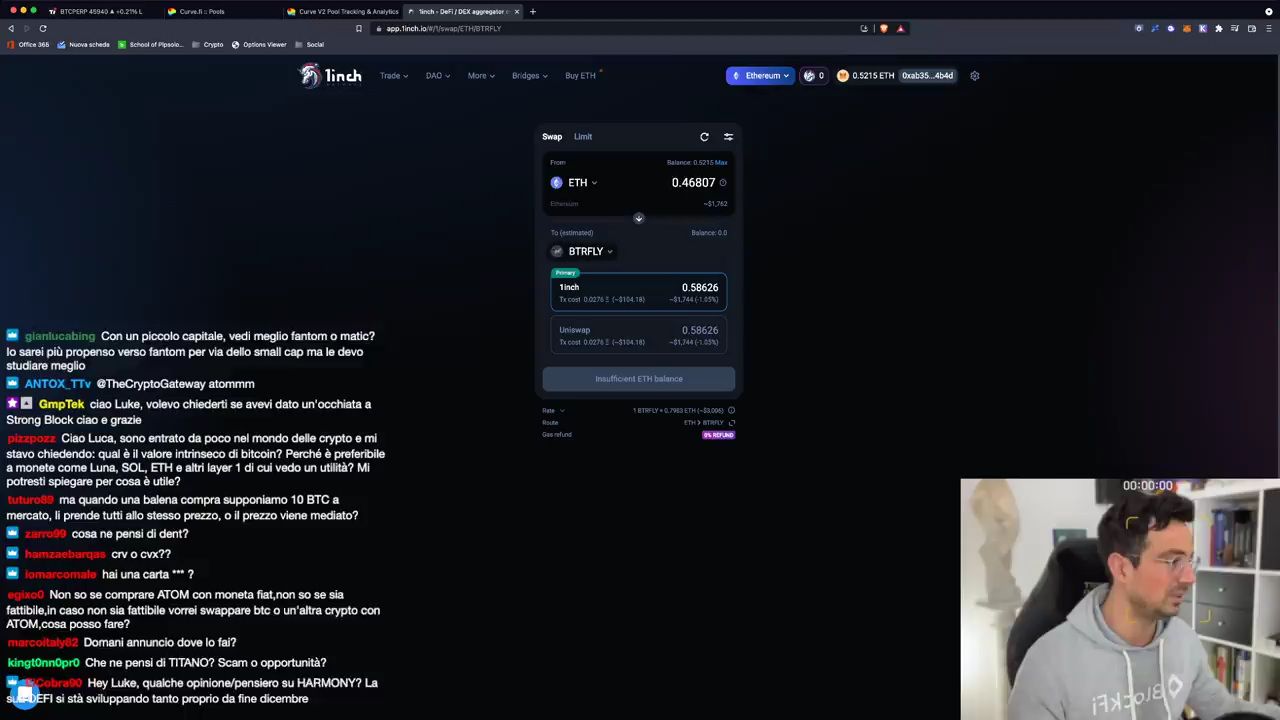 BTCPERP 45940 ▲ +0.21% L
Curve.fi :: Pools
Curve V2 Pool Tracking & Analytics
1inch - DeFi / DEX aggregator
app.1inch.io/#/1/swap/ETH/BTRFLY
Office 365
Nuova scheda
School of Pipsolo...
Crypto
Options Viewer
Social
1inch
NETWORK
Trade
DAO
More
Bridges
Buy ETH
Ethereum
0
0.5215 ETH
0xab35...4b4d
Swap
Limit
From
Balance: 0.5215 Max
ETH
0.46807
Ethereum
~$1,762
To (estimated)
Balance: 0.0
BTRFLY
Primary
1inch
0.58626
Tx cost 0.0276 Ξ (~$104.18)
~$1,744 (-1.05%)
Uniswap
0.58626
Tx cost 0.0276 Ξ (~$104.18)
~$1,744 (-1.05%)
Insufficient ETH balance
Rate
1 BTRFLY = 0.7983 ETH (~$3,006)
Route
ETH > BTRFLY
Gas refund
0% REFUND
gianlucabing Con un piccolo capitale, vedi meglio fantom o matic?
Io sarei più propenso verso fantom per via dello small cap ma le devo
studiare meglio
ANTOX_TTv @TheCryptoGateway atommm
GmpTek ciao Luke, volevo chiederti se avevi dato un'occhiata a
Strong Block ciao e grazie
pizzpozz Ciao Luca, sono entrato da poco nel mondo delle crypto e mi
stavo chiedendo: qual è il valore intrinseco di bitcoin? Perché è preferibile
a monete come Luna, SOL, ETH e altri layer 1 di cui vedo un utilità? Mi
potresti spiegare per cosa è utile?
tuturo89 ma quando una balena compra supponiamo 10 BTC a
mercato, li prende tutti allo stesso prezzo, o il prezzo viene mediato?
zarro99 cosa ne pensi di dent?
hamzaebarqas crv o cvx??
lomarcomale hai una carta *** ?
egixo0 Non so se comprare ATOM con moneta fiat,non so se sia
fattibile,in caso non sia fattibile vorrei swappare btc o un'altra crypto con
ATOM,cosa posso fare?
marcoitaly82 Domani annuncio dove lo fai?
kingt0nn0pr0 Che ne pensi di TITANO? Scam o opportunità?
Cobra90 Hey Luke, qualche opinione/pensiero su HARMONY? La
sua DEFI si stà sviluppando tanto proprio da fine dicembre
00:00:00
BlockFi